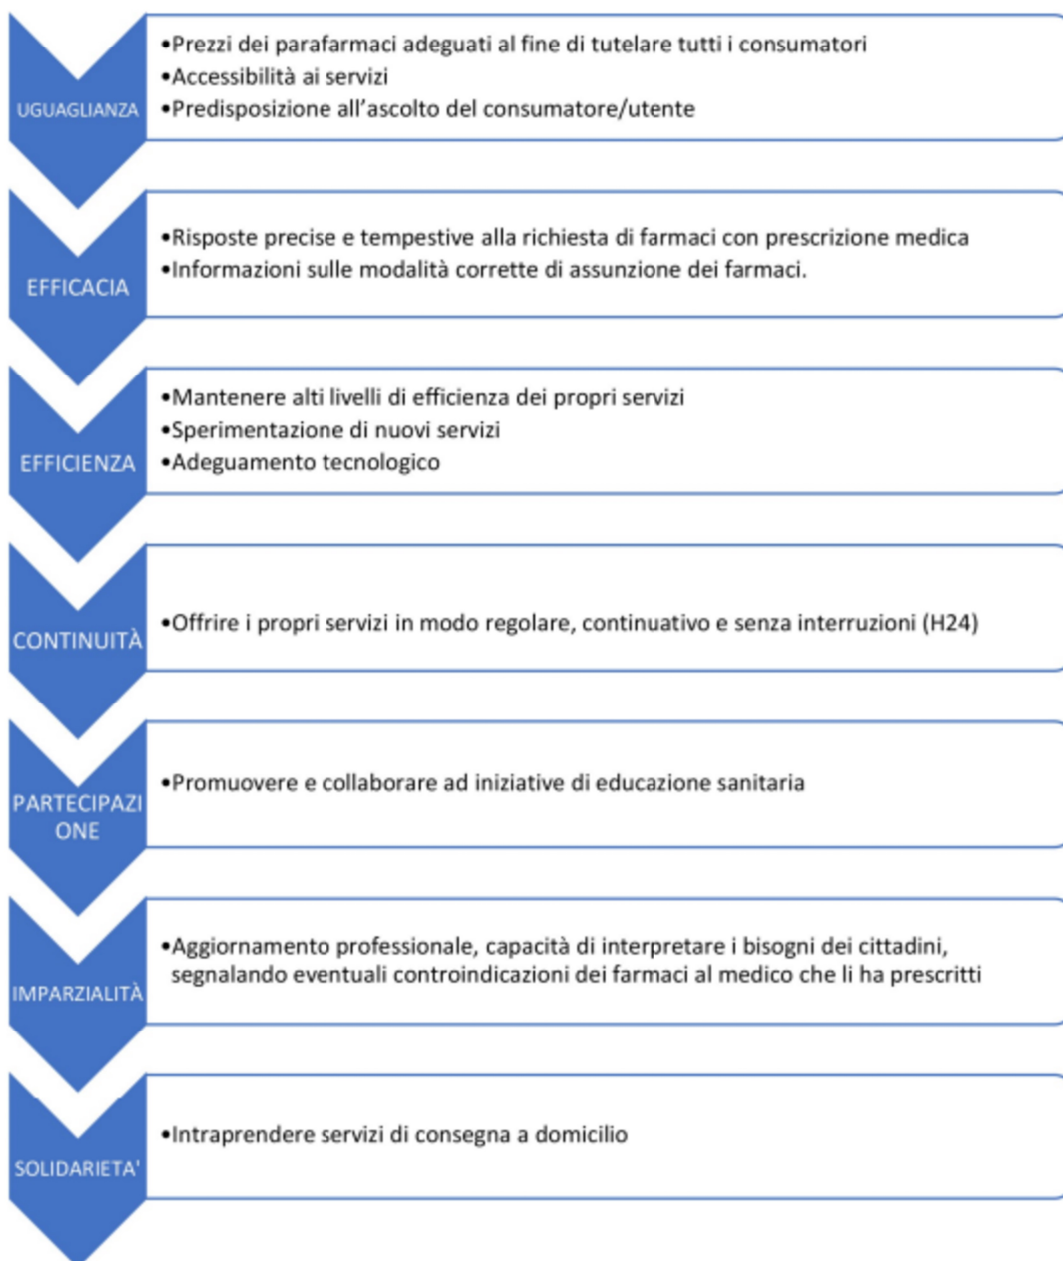 UGUAGLIANZA
•Prezzi dei parafarmaci adeguati al fine di tutelare tutti i consumatori
•Accessibilità ai servizi
•Predisposizione all'ascolto del consumatore/utente
EFFICACIA
•Risposte precise e tempestive alla richiesta di farmaci con prescrizione medica
•Informazioni sulle modalità corrette di assunzione dei farmaci.
EFFICIENZA
•Mantenere alti livelli di efficienza dei propri servizi
•Sperimentazione di nuovi servizi
•Adeguamento tecnologico
CONTINUITÀ
•Offrire i propri servizi in modo regolare, continuativo e senza interruzioni (H24)
PARTECIPAZI
ONE
•Promuovere e collaborare ad iniziative di educazione sanitaria
IMPARZIALITÀ
•Aggiornamento professionale, capacità di interpretare i bisogni dei cittadini,
segnalando eventuali controindicazioni dei farmaci al medico che li ha prescritti
SOLIDARIETA'
•Intraprendere servizi di consegna a domicilio